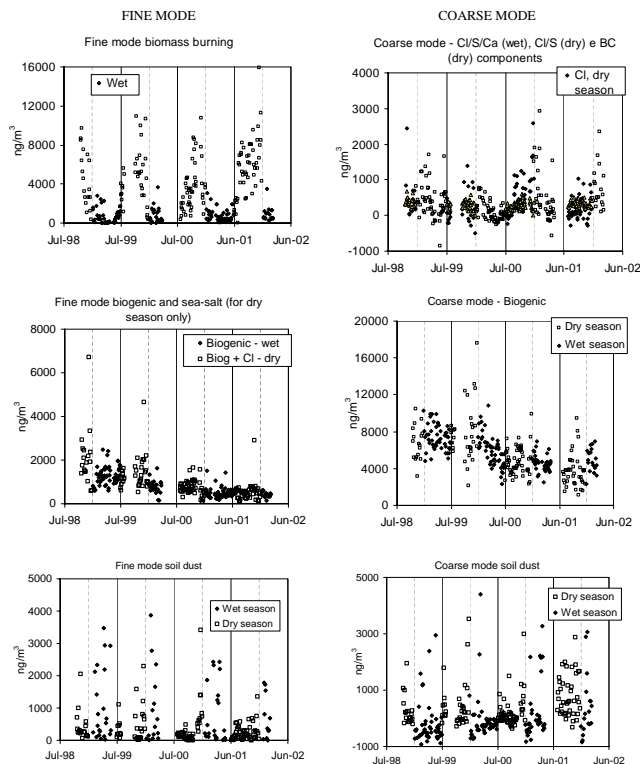 FINE MODE
COARSE MODE
Fine mode biomass burning
16000
12000
8000
4000
0
ng/m³
Wet
Jul-98 Jul-99 Jul-00 Jun-01 Jun-02
Coarse mode - Cl/S/Ca (wet), Cl/S (dry) e BC
(dry) components
4000
3000
2000
1000
0
-1000
ng/m³
Cl, dry
season
Jul-98 Jul-99 Jul-00 Jun-01 Jun-02
Fine mode biogenic and sea-salt (for dry
season only)
8000
6000
4000
2000
0
ng/m³
Biogenic - wet
Biog + Cl - dry
Jul-98 Jul-99 Jul-00 Jun-01 Jun-02
Coarse mode - Biogenic
20000
16000
12000
8000
4000
0
ng/m³
Dry season
Wet season
Jul-98 Jul-99 Jul-00 Jun-01 Jun-02
Fine mode soil dust
5000
4000
3000
2000
1000
0
ng/m³
Wet season
Dry season
Jul-98 Jul-99 Jul-00 Jun-01 Jun-02
Coarse mode soil dust
5000
3000
1000
-1000
ng/m³
Dry season
Wet season
Jul-98 Jul-99 Jul-00 Jun-01 Jun-02